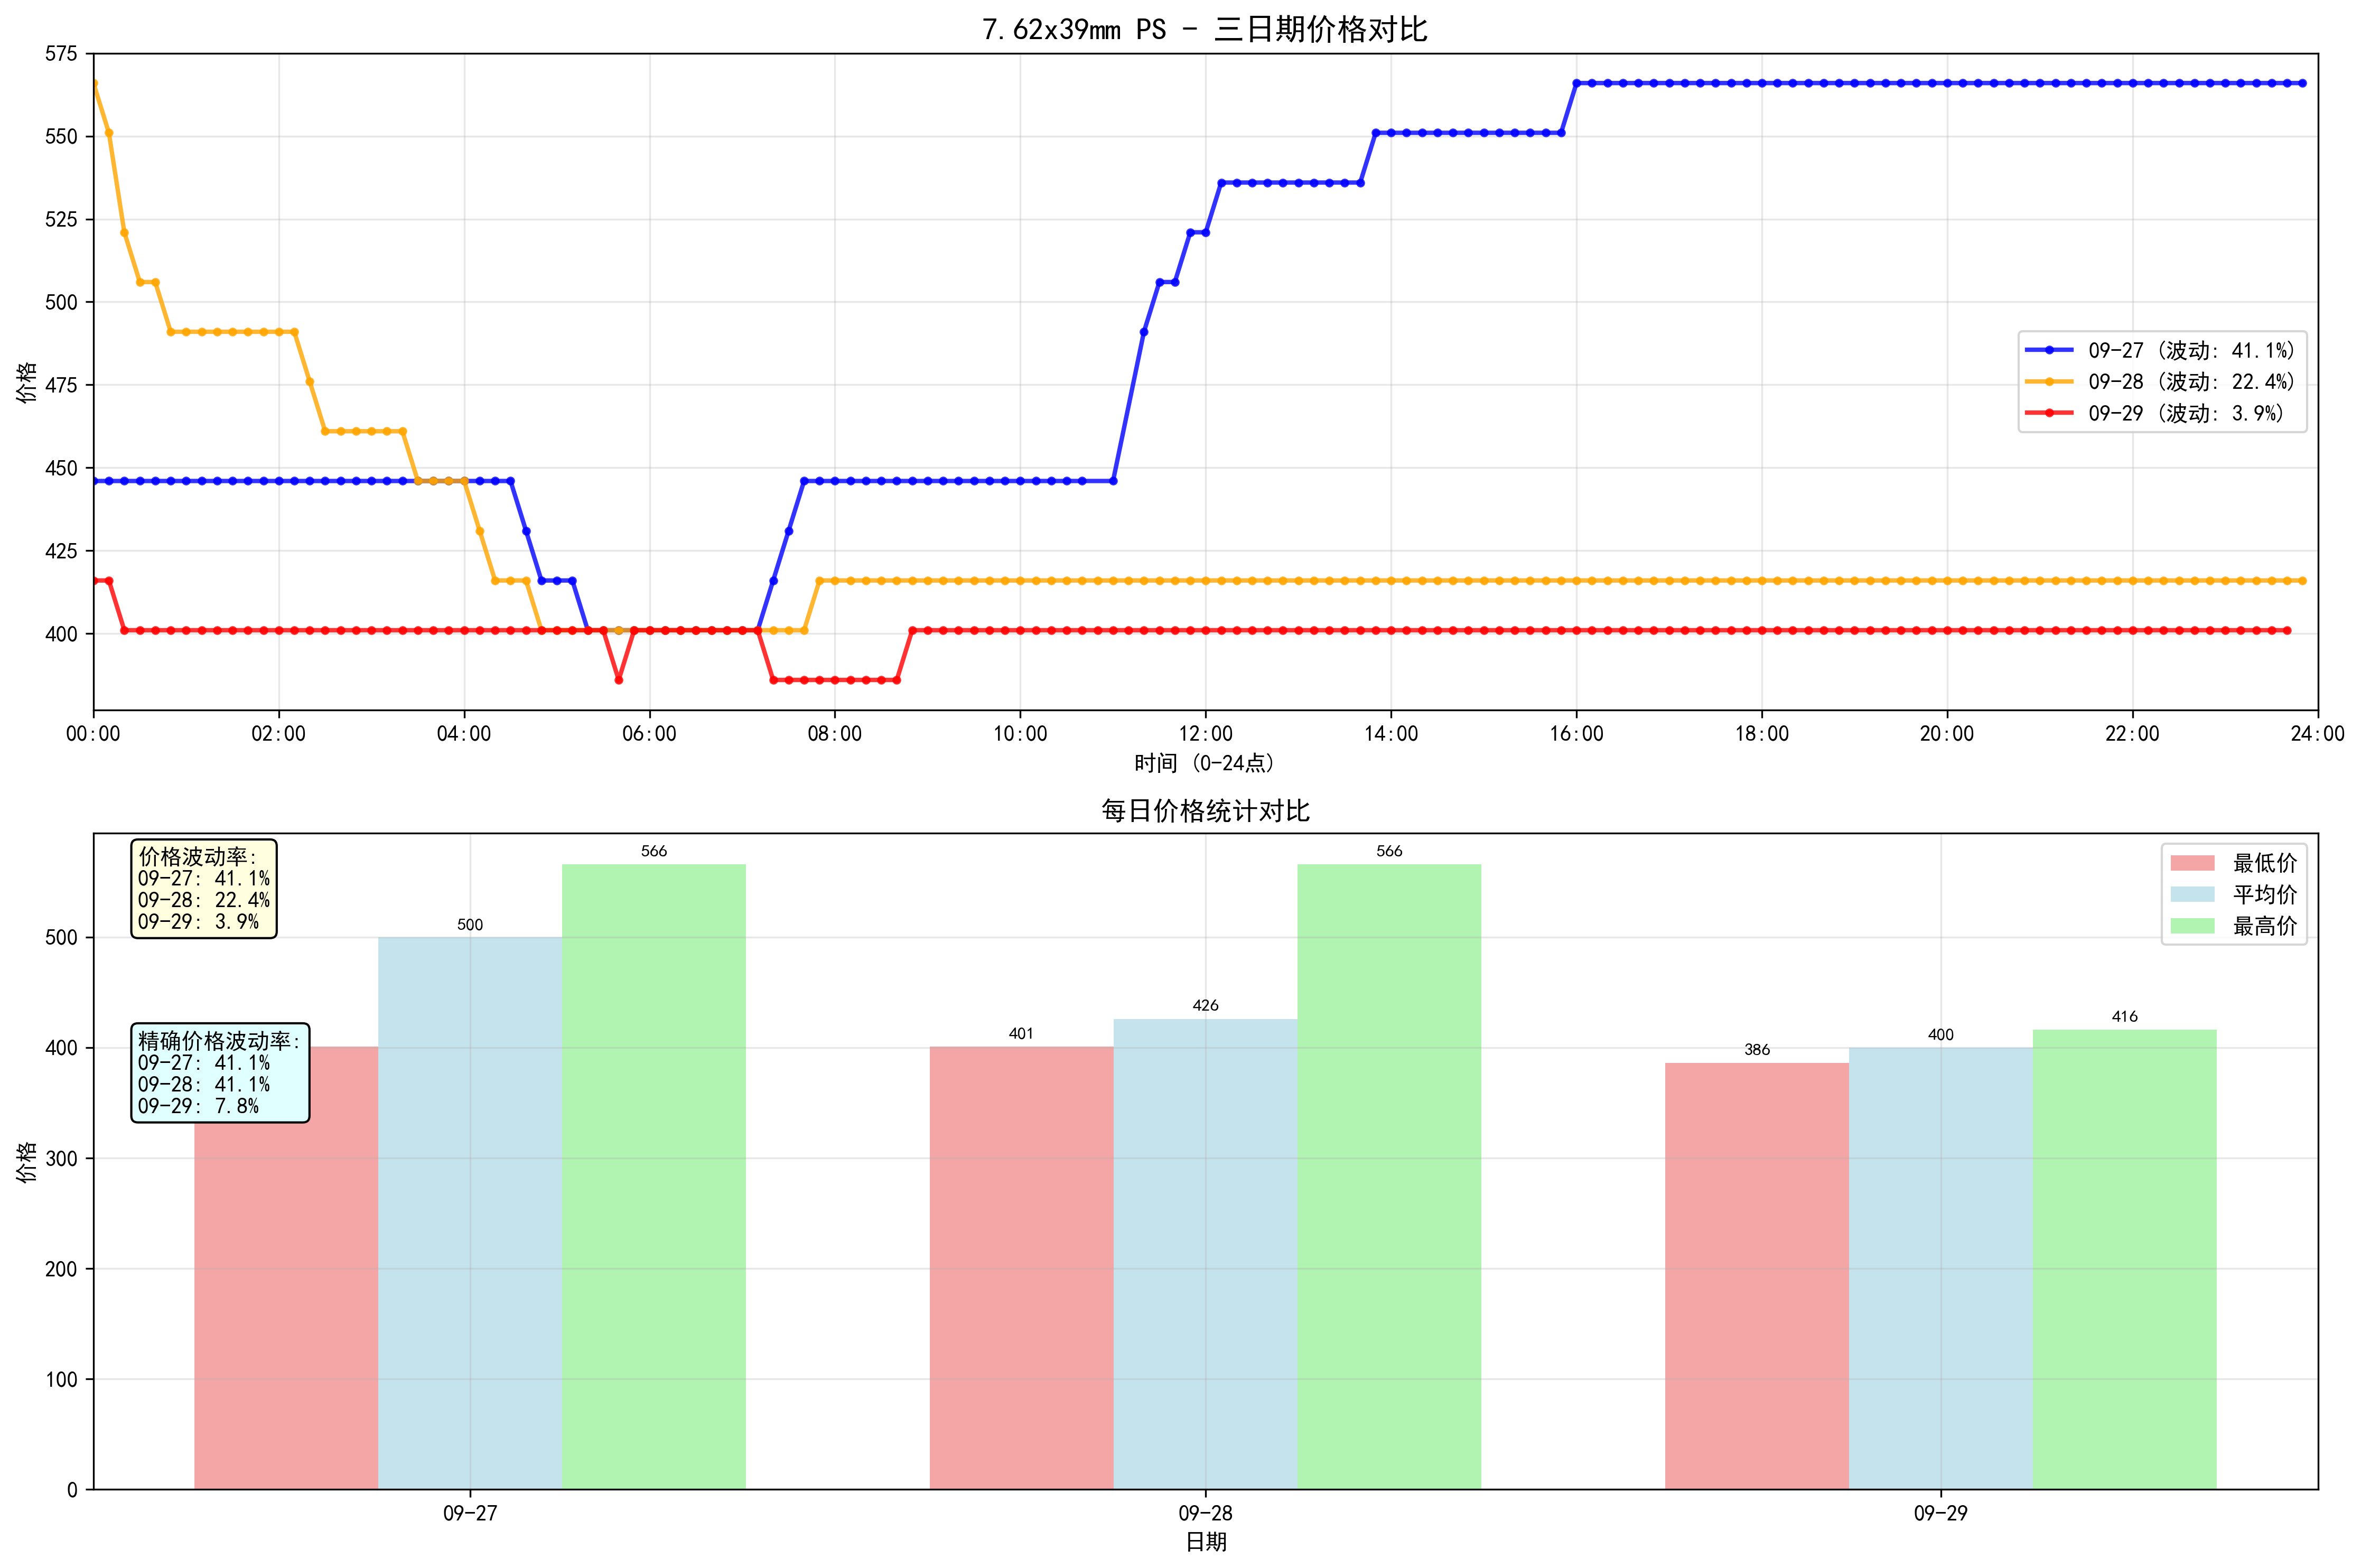 7.62x39mm PS - 三日期价格对比
575
550
525
500
475
450
425
400
价格
09-27 (波动: 41.1%)
09-28 (波动: 22.4%)
09-29 (波动: 3.9%)
00:00 02:00 04:00 06:00 08:00 10:00 12:00 14:00 16:00 18:00 20:00 22:00 24:00
时间 (0-24点)
每日价格统计对比
价格波动率:
09-27: 41.1%
09-28: 22.4%
09-29: 3.9%
精确价格波动率:
09-27: 41.1%
09-28: 41.1%
09-29: 7.8%
最低价
平均价
最高价
500 566
401 426 566
386 400 416
500
400
300
200
100
0
价格
09-27 09-28 09-29
日期